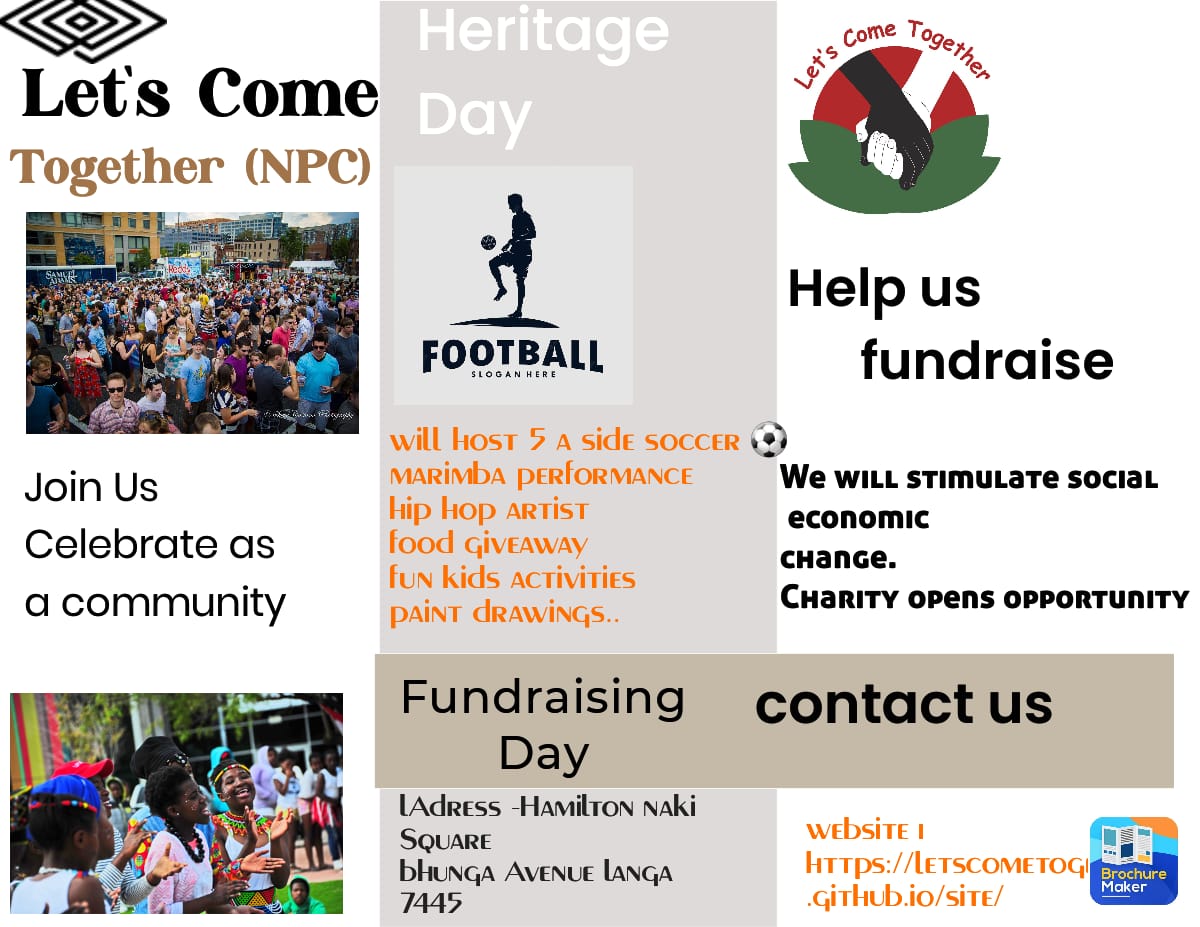 Let's Come
Together (NPC)
SAMUEL
ADAMS
Join Us
Celebrate as
a community
Heritage
Day
FOOTBALL
SLOGAN HERE
will host 5 a side soccer ⚽
marimba performance
hip hop artist
food giveaway
fun kids activities
paint drawings..
Fundraising
Day
lAdress -Hamilton naki
Square
bhunga Avenue langa
7445
Let's Come Together
Help us
fundraise
We will stimulate social
economic
change.
Charity opens opportunity
contact us
website 1
https://letscometog
.github.io/site/
Brochure
Maker